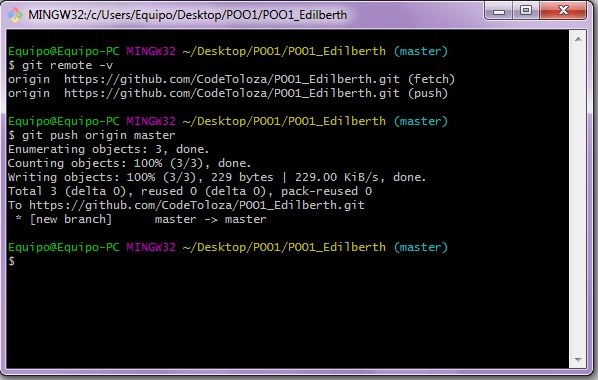 MINGW32:/c/Users/Equipo/Desktop/POO1/POO1_Edilberth
Equipo@Equipo-PC MINGW32 ~/Desktop/POO1/POO1_Edilberth (master)
$ git remote -v
origin  https://github.com/CodeToloza/POO1_Edilberth.git (fetch)
origin  https://github.com/CodeToloza/POO1_Edilberth.git (push)
Equipo@Equipo-PC MINGW32 ~/Desktop/POO1/POO1_Edilberth (master)
$ git push origin master
Enumerating objects: 3, done.
Counting objects: 100% (3/3), done.
Writing objects: 100% (3/3), 229 bytes | 229.00 KiB/s, done.
Total 3 (delta 0), reused 0 (delta 0), pack-reused 0
To https://github.com/CodeToloza/POO1_Edilberth.git
 * [new branch]      master -> master
Equipo@Equipo-PC MINGW32 ~/Desktop/POO1/POO1_Edilberth (master)
$